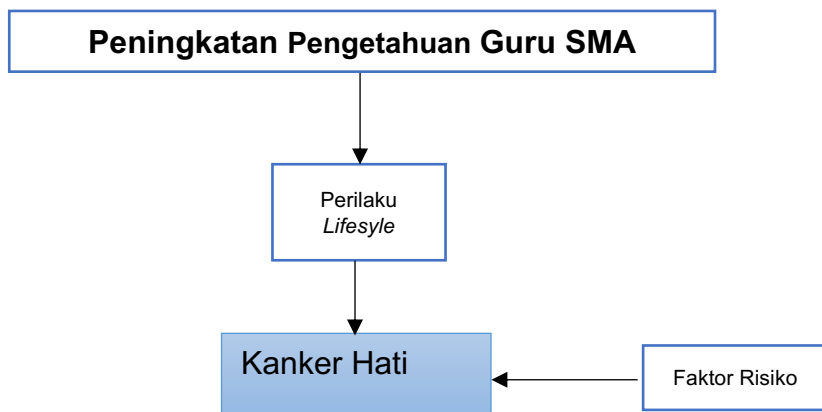 Peningkatan Pengetahuan Guru SMA
Perilaku
Lifesyle
Kanker Hati
Faktor Risiko